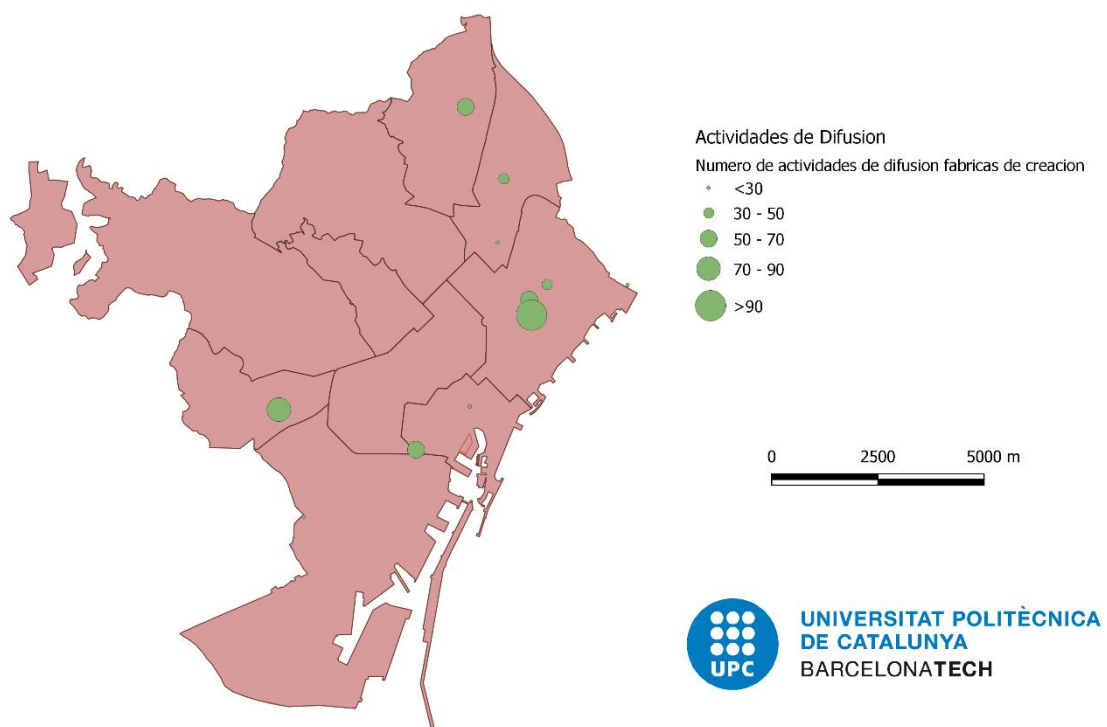 Actividades de Difusion
Numero de actividades de difusion fabricas de creacion
<30
30 - 50
50 - 70
70 - 90
>90
0 2500 5000 m
UPC
UNIVERSITAT POLITÈCNICA
DE CATALUNYA
BARCELONATECH